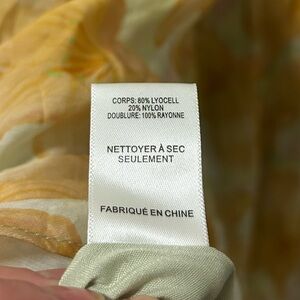 CORPS: 80% LYOCELL
20% NYLON
DOUBLURE: 100% RAYONNE
NETTOYER À SEC
SEULEMENT
FABRIQUÉ EN CHINE